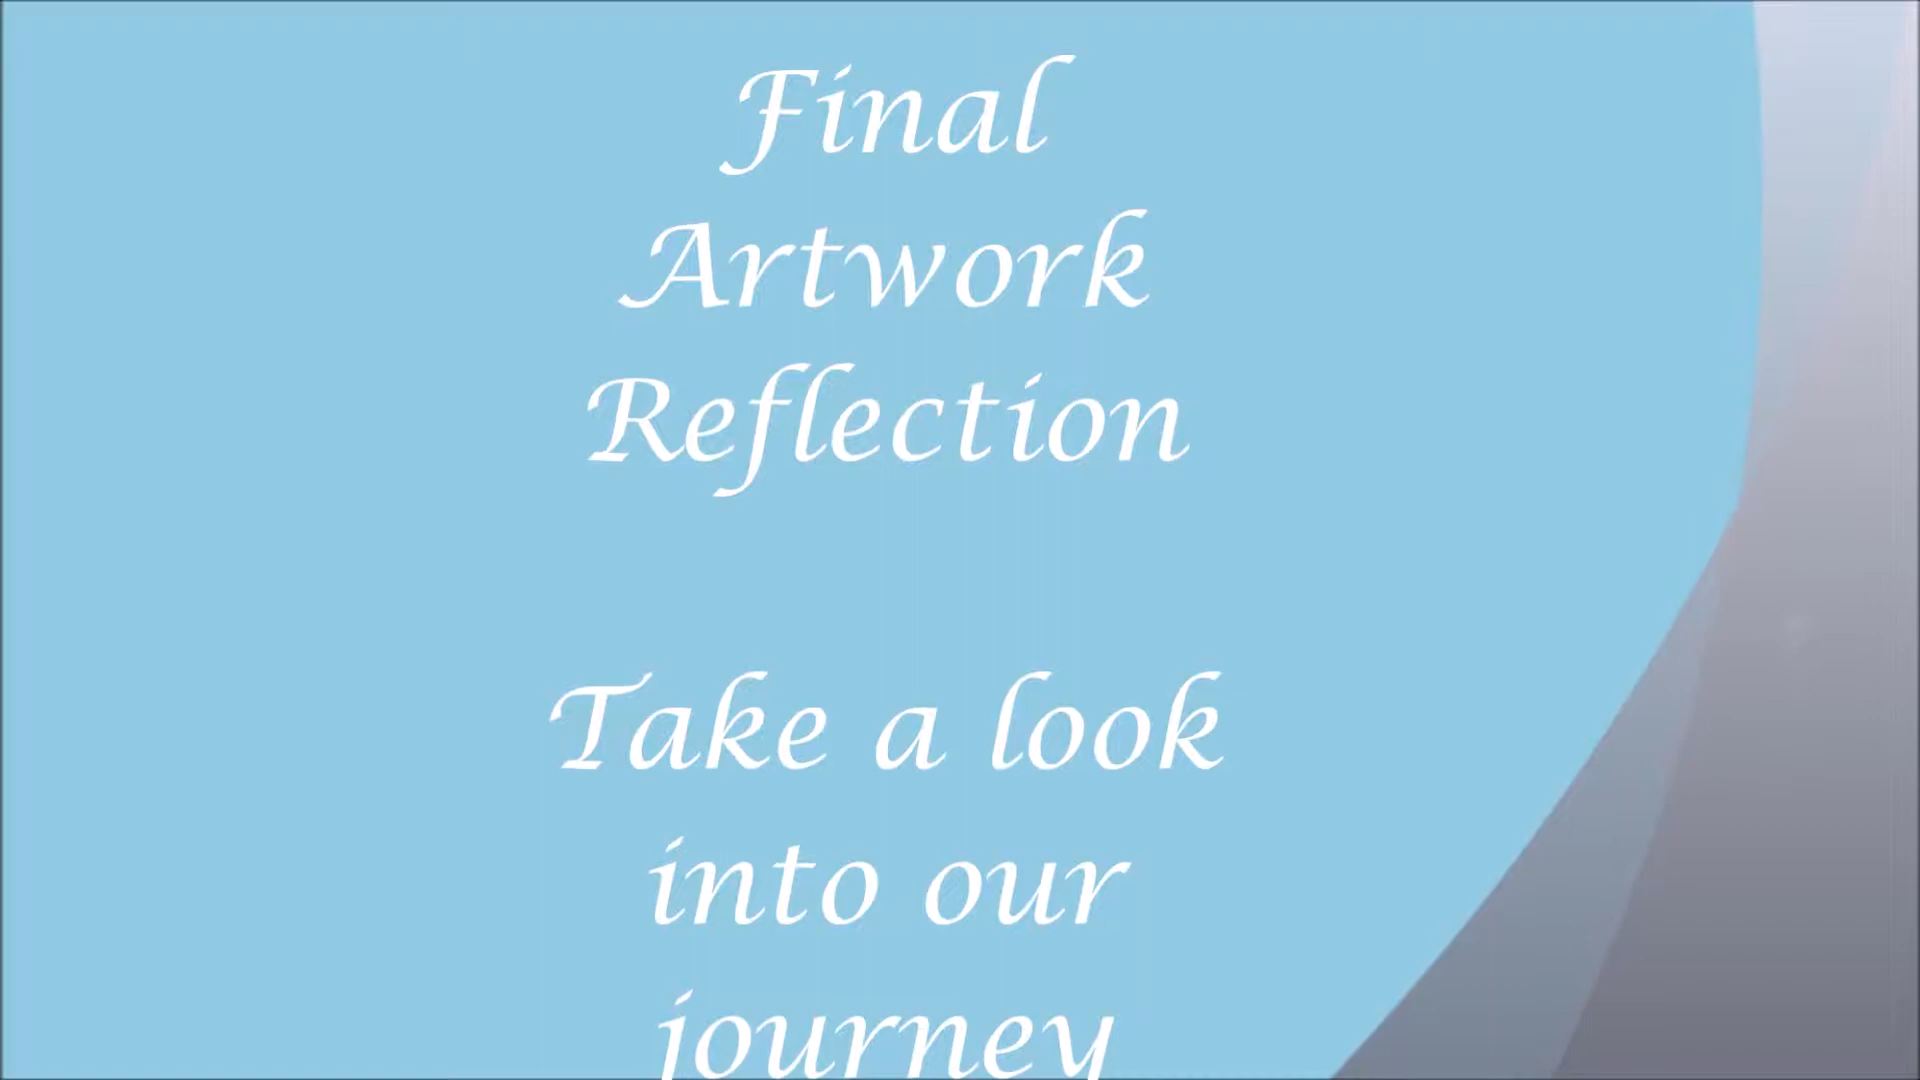 Final
Artwork
Reflection
Take a look
into our
journey